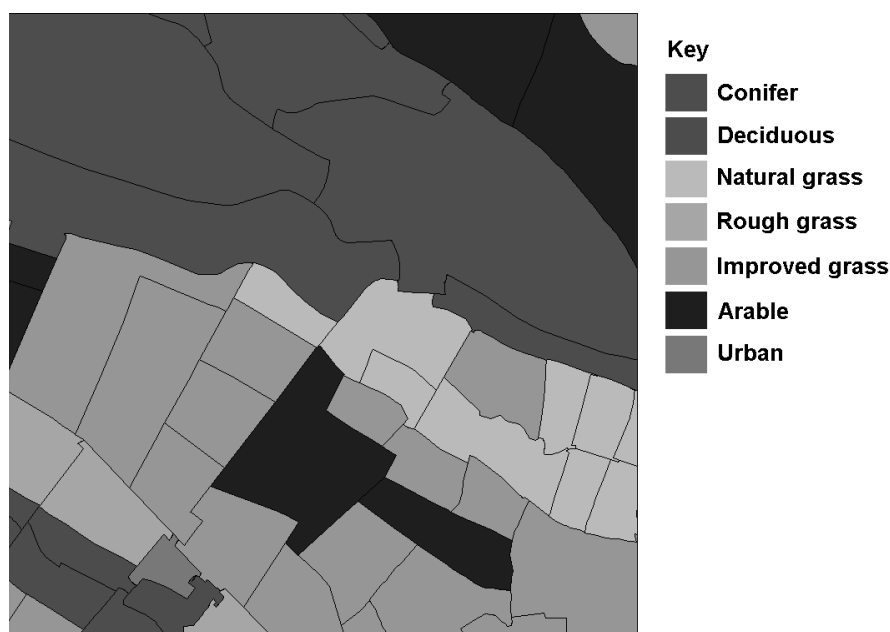 Key
Conifer
Deciduous
Natural grass
Rough grass
Improved grass
Arable
Urban